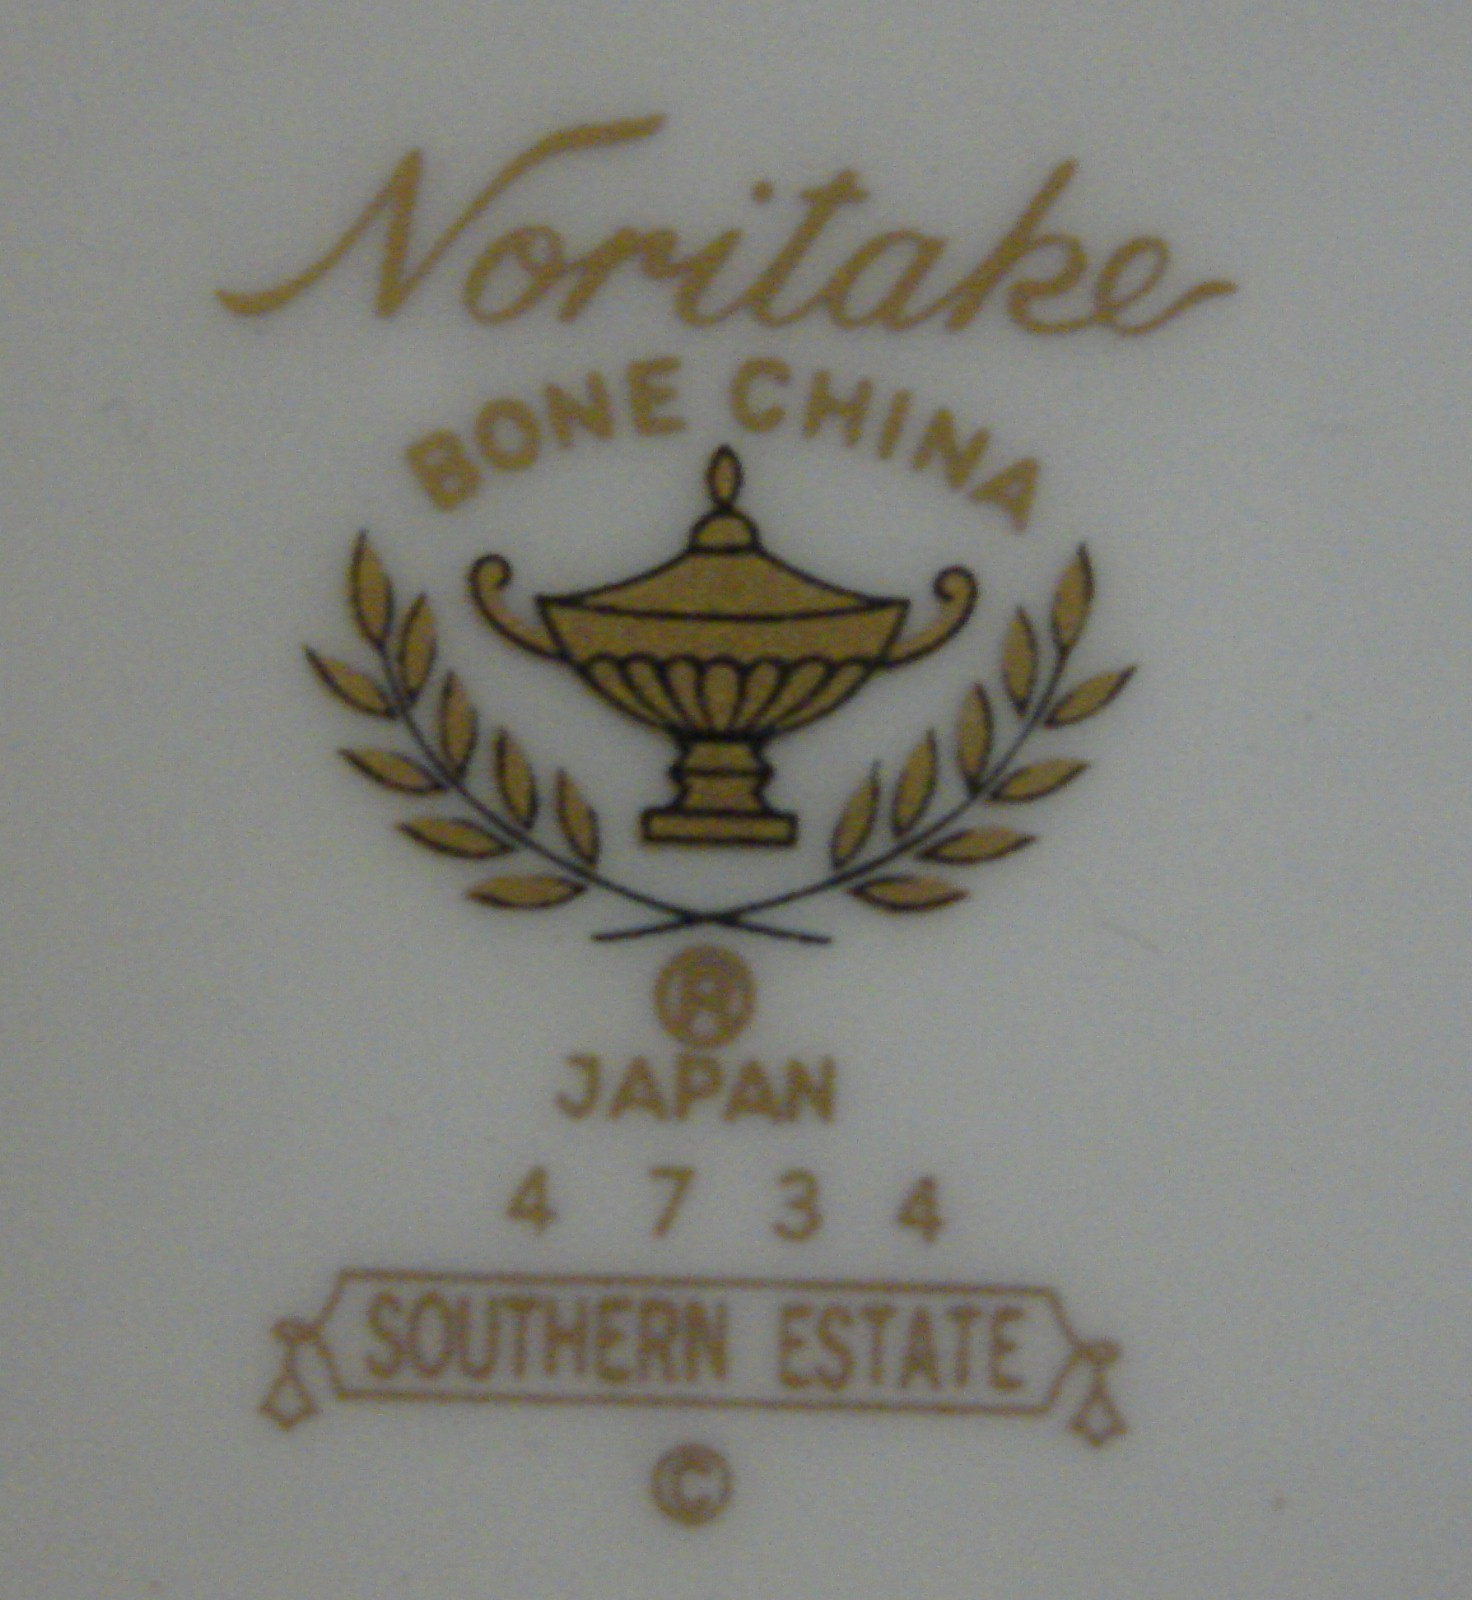 Noritake
BONE CHINA
®
JAPAN
4734
SOUTHERN ESTATE
©